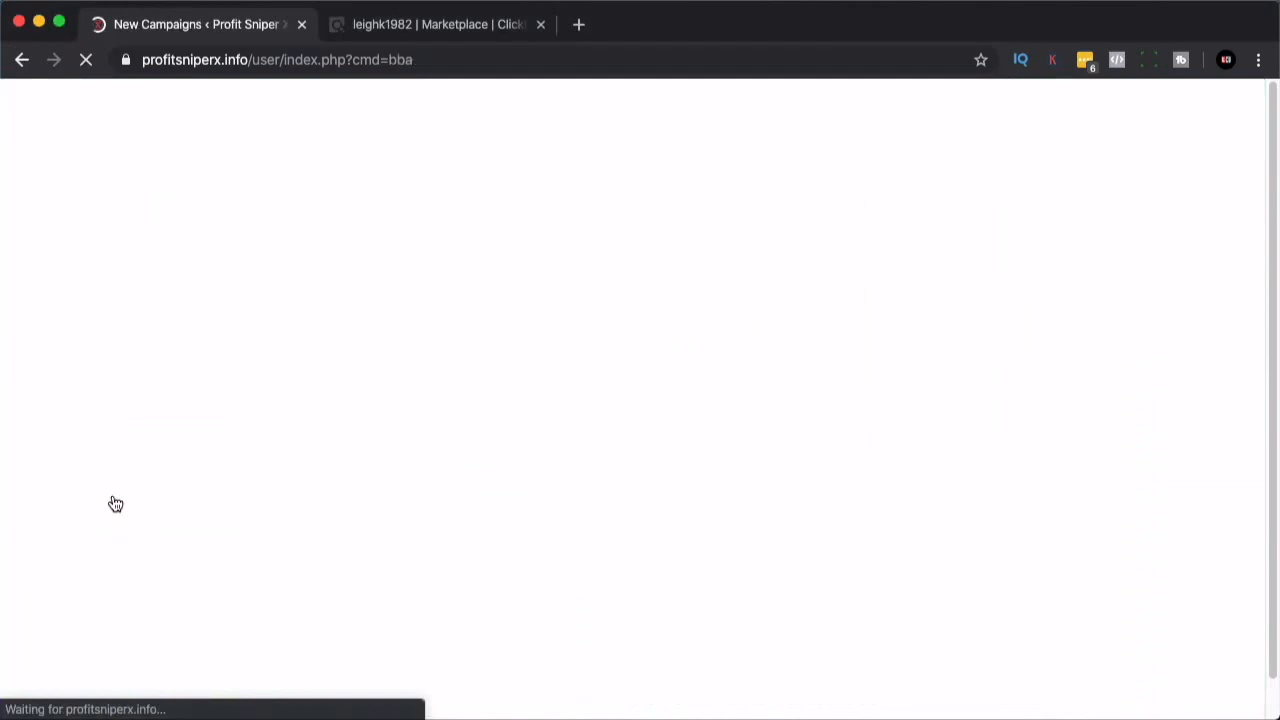 New Campaigns ‹ Profit Sniper X
leighk1982 | Marketplace | Click
profitsniperx.info/user/index.php?cmd=bba
IQ
K
6
Waiting for profitsniperx.info...